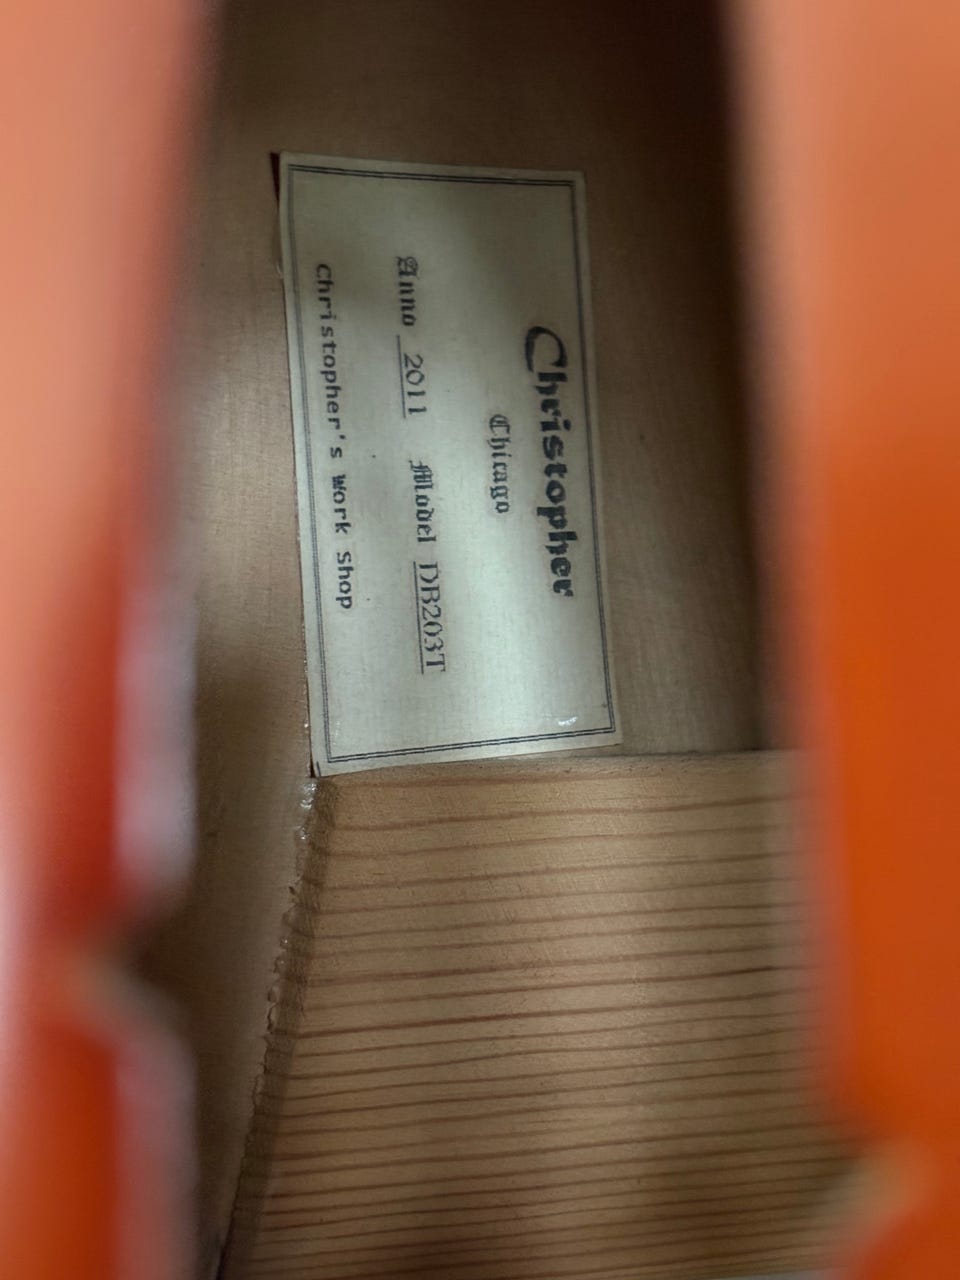 Christopher
Chicago
Anno 2011 Model DB203T
Christopher's Work Shop